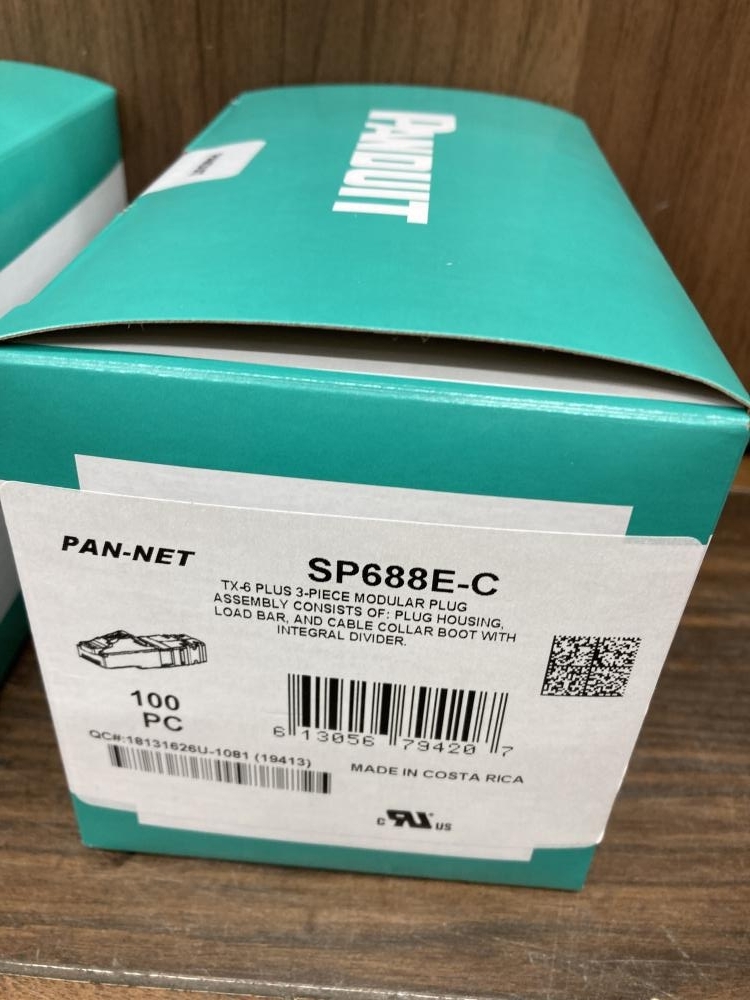 PANDUIT
PAN-NET
SP688E-C
TX-6 PLUS 3-PIECE MODULAR PLUG
ASSEMBLY CONSISTS OF: PLUG HOUSING,
LOAD BAR, AND CABLE COLLAR BOOT WITH
INTEGRAL DIVIDER.
100
PC
6 13056 79420 7
QC#:18131626U-1081 (19413)
MADE IN COSTA RICA
c RU US